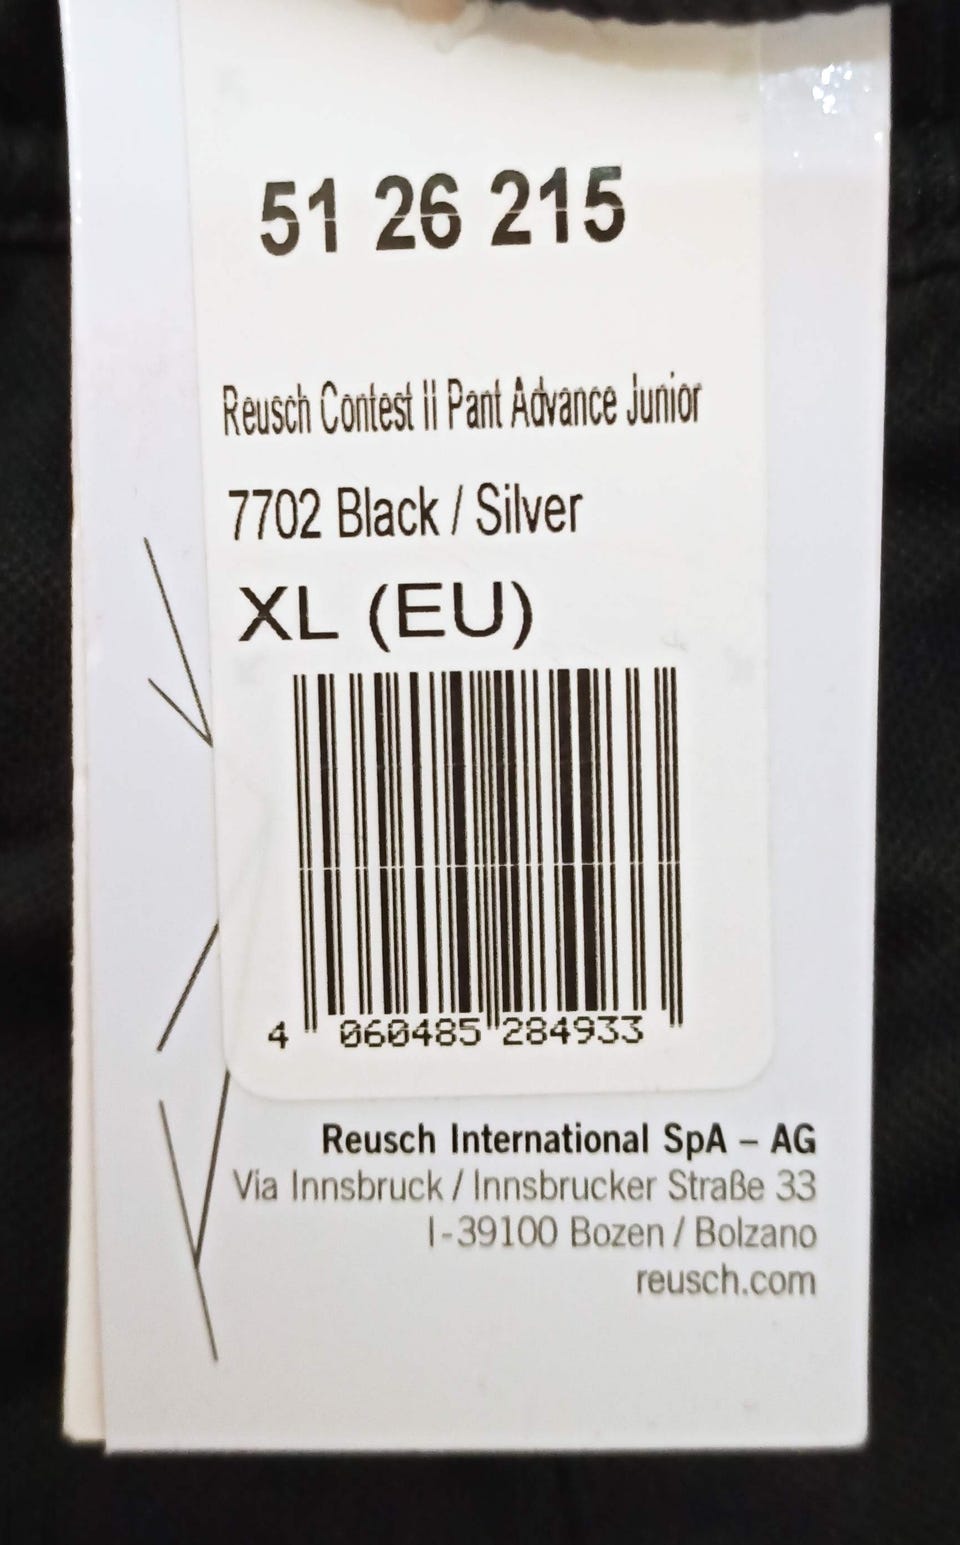 51 26 215
Reusch Contest II Pant Advance Junior
7702 Black / Silver
XL (EU)
4 060485 284933
Reusch International SpA – AG
Via Innsbruck / Innsbrucker Straße 33
I-39100 Bozen / Bolzano
reusch.com